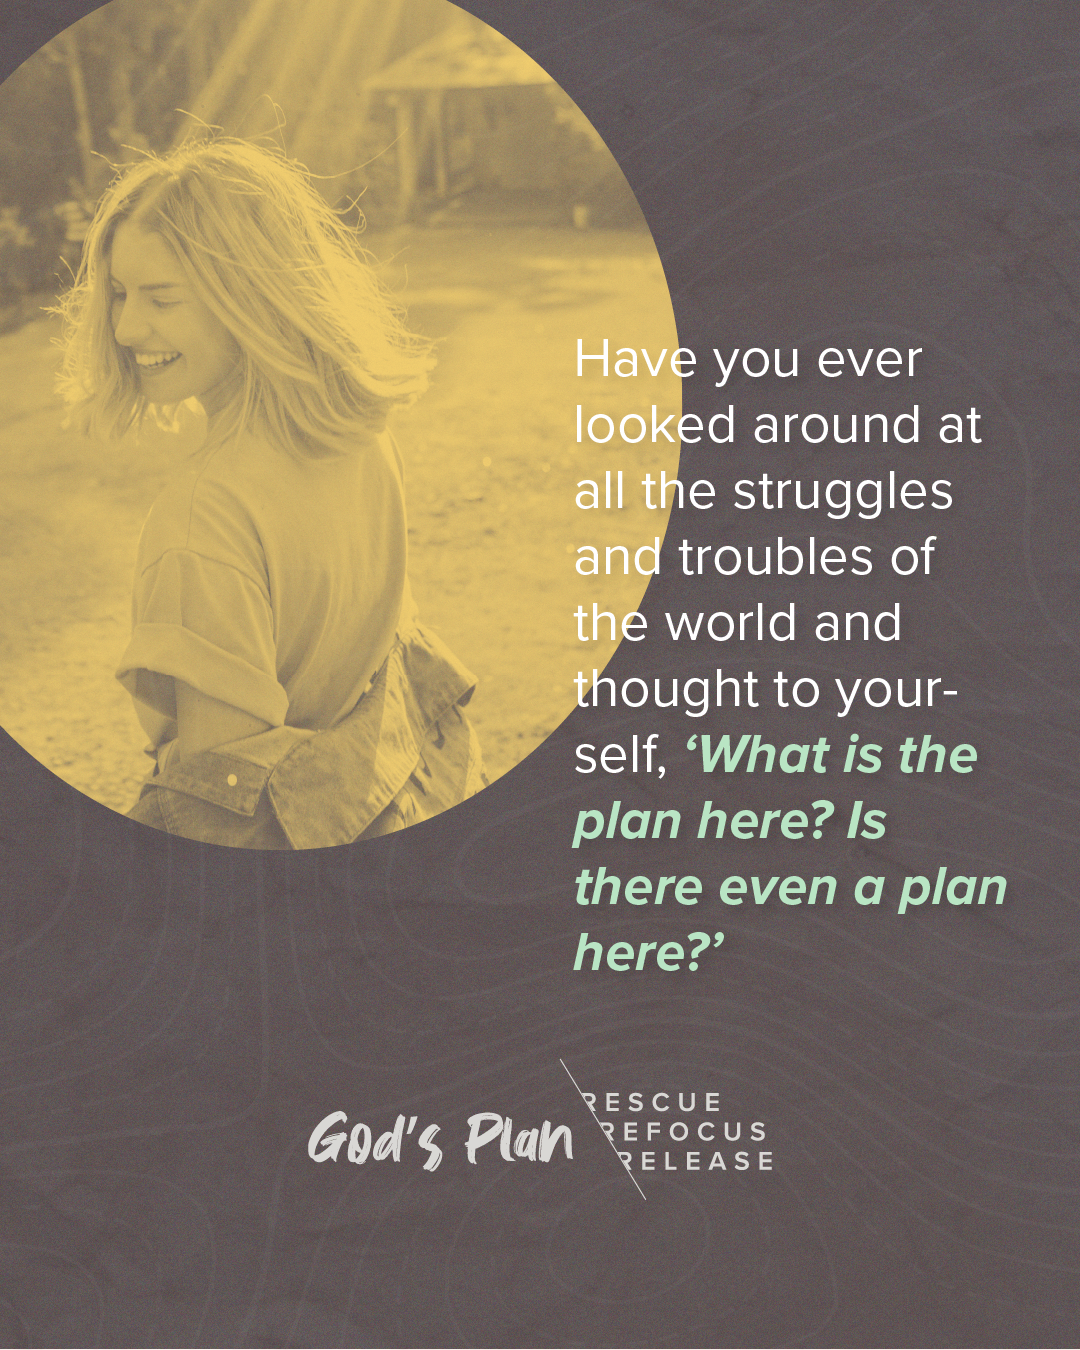 Have you ever
looked around at
all the struggles
and troubles of
the world and
thought to your-
self, ‘What is the
plan here? Is
there even a plan
here?’
God's Plan
RESCUE
REFOCUS
RELEASE